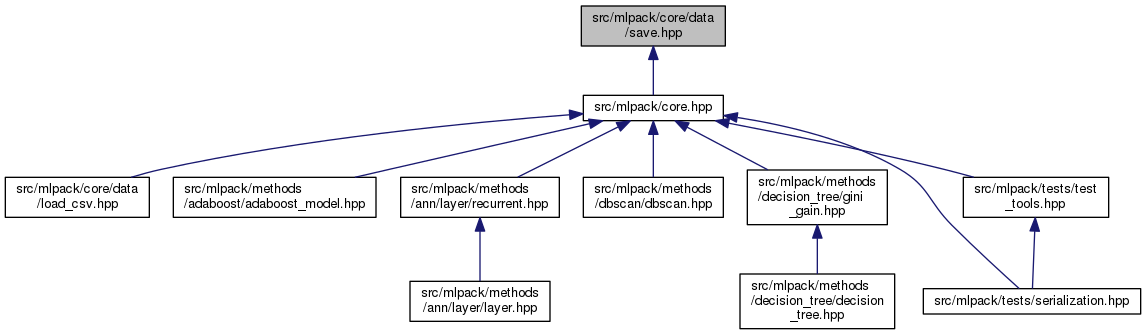 src/mlpack/core/data
/save.hpp
src/mlpack/core.hpp
src/mlpack/core/data
/load_csv.hpp
src/mlpack/methods
/adaboost/adaboost_model.hpp
src/mlpack/methods
/ann/layer/recurrent.hpp
src/mlpack/methods
/dbscan/dbscan.hpp
src/mlpack/methods
/decision_tree/gini
_gain.hpp
src/mlpack/tests/test
_tools.hpp
src/mlpack/methods
/ann/layer/layer.hpp
src/mlpack/methods
/decision_tree/decision
_tree.hpp
src/mlpack/tests/serialization.hpp